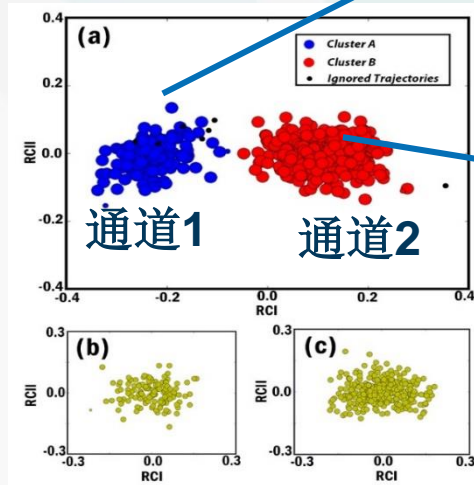 0.4
(a)
Cluster A
Cluster B
Ignored Trajectories
0.2
RCII
0.0
-0.2
通道1
通道2
-0.4
-0.4 -0.2 0.0 0.2 0.4
RCI
0.3
(b)
RCII
0.0
-0.3
-0.3 0.0 0.3
RCI
0.3
(c)
RCII
0.0
-0.3
-0.3 0.0 0.3
RCI